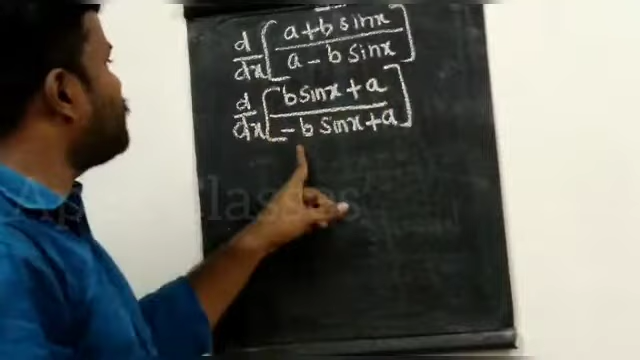 d/dx [ (a + b sinx) / (a - b sinx) ]
d/dx [ (b sinx + a) / (-b sinx + a) ]